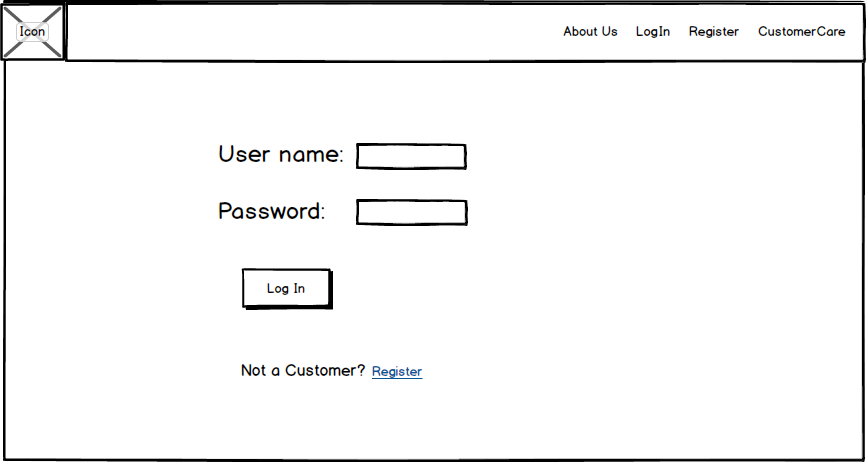 Icon About Us LogIn Register CustomerCare
User name:
Password:
Log In
Not a Customer? Register